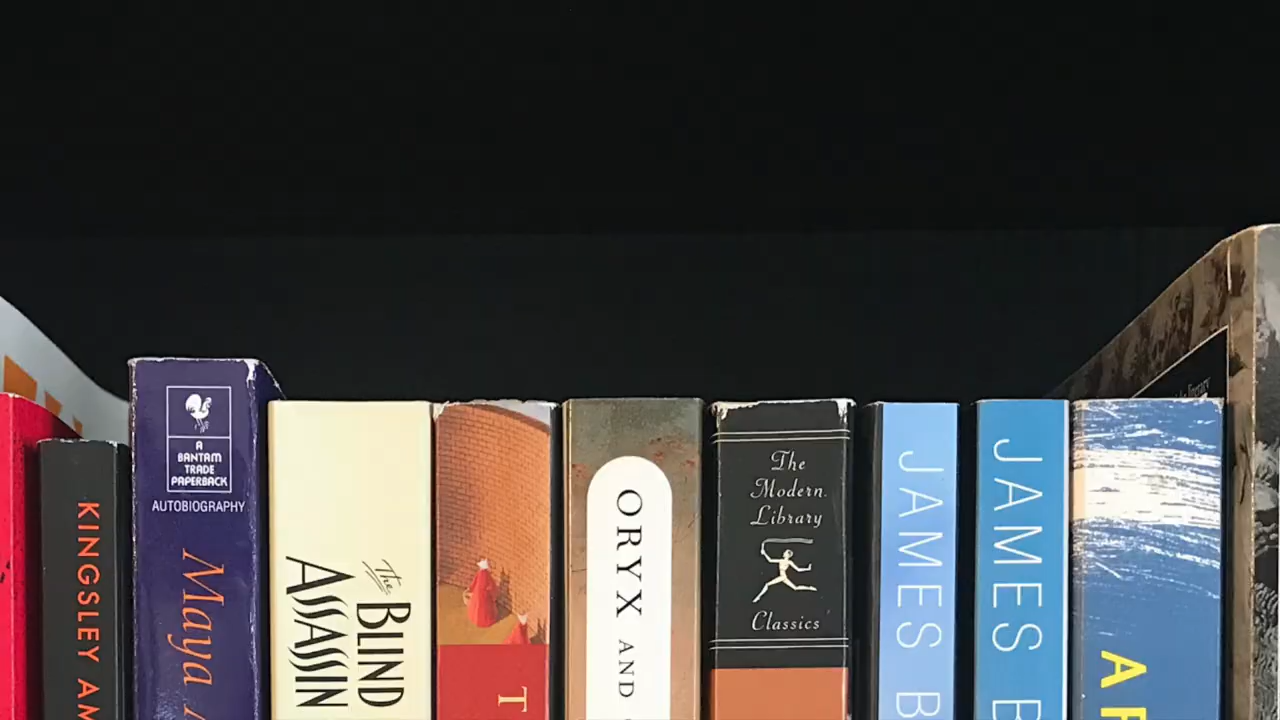 KINGSLEY AM
A
BANTAM
TRADE
PAPERBACK
AUTOBIOGRAPHY
Maya
The BLIND
ASSASSIN
T
ORYX AND
The
Modern
Library
Classics
JAMES B
JAMES B
A F